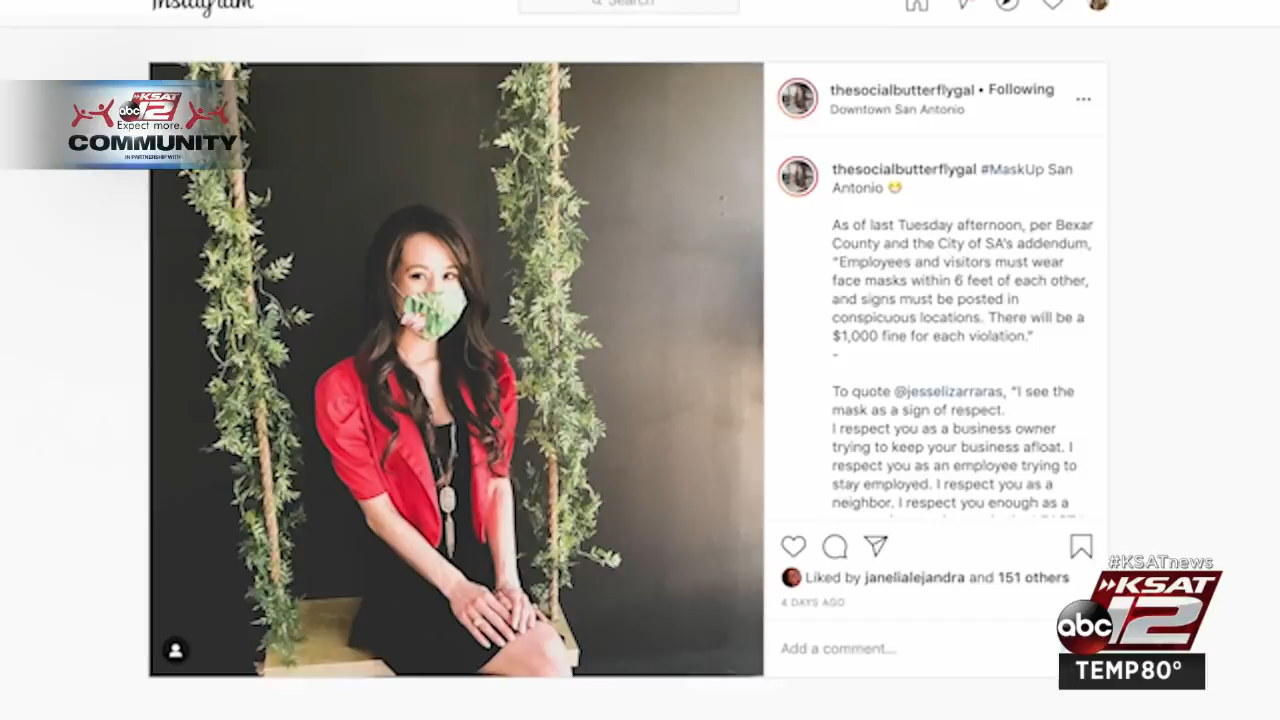 Instagram
Search
KSAT
abc 12
Expect more.
COMMUNITY
IN PARTNERSHIP WITH
thesocialbutterflygal • Following
Downtown San Antonio
thesocialbutterflygal #MaskUp San
Antonio 😷
As of last Tuesday afternoon, per Bexar
County and the City of SA's addendum,
"Employees and visitors must wear
face masks within 6 feet of each other,
and signs must be posted in
conspicuous locations. There will be a
$1,000 fine for each violation."
-
To quote @jesselizarraras, "I see the
mask as a sign of respect.
I respect you as a business owner
trying to keep your business afloat. I
respect you as an employee trying to
stay employed. I respect you as a
neighbor. I respect you enough as a
Liked by janelialejandra and 151 others
4 DAYS AGO
Add a comment...
#KSATnews
KSAT
abc 12
TEMP 80°